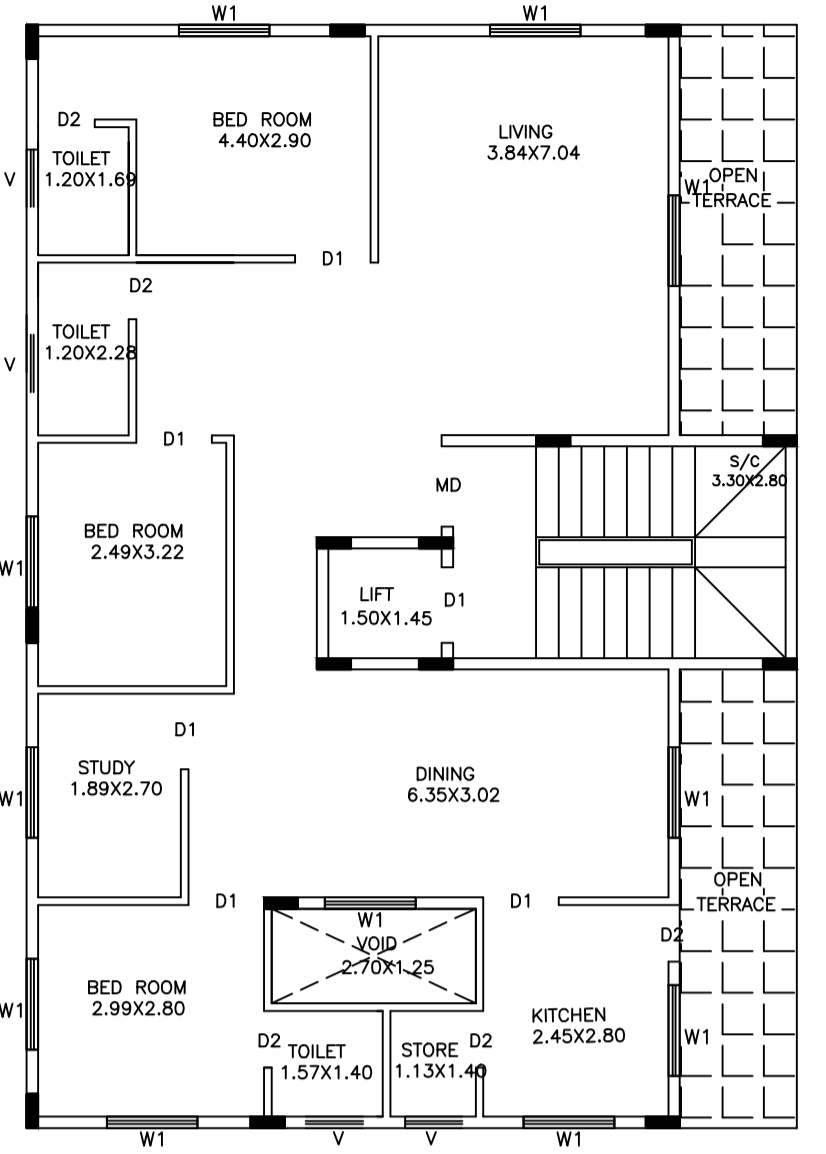 W1
W1
D2
BED ROOM
4.40X2.90
LIVING
3.84X7.04
TOILET
1.20X1.69
V
W1
OPEN
TERRACE
D1
D2
TOILET
1.20X2.28
V
D1
S/C
3.30X2.80
MD
BED ROOM
2.49X3.22
W1
LIFT
1.50X1.45
D1
D1
STUDY
1.89X2.70
DINING
6.35X3.02
W1
W1
OPEN
TERRACE
D1
D1
W1
VOID
2.70X1.25
D2
BED ROOM
2.99X2.80
W1
KITCHEN
2.45X2.80
W1
D2
TOILET
1.57X1.40
STORE
1.13X1.40
D2
W1
V
V
W1